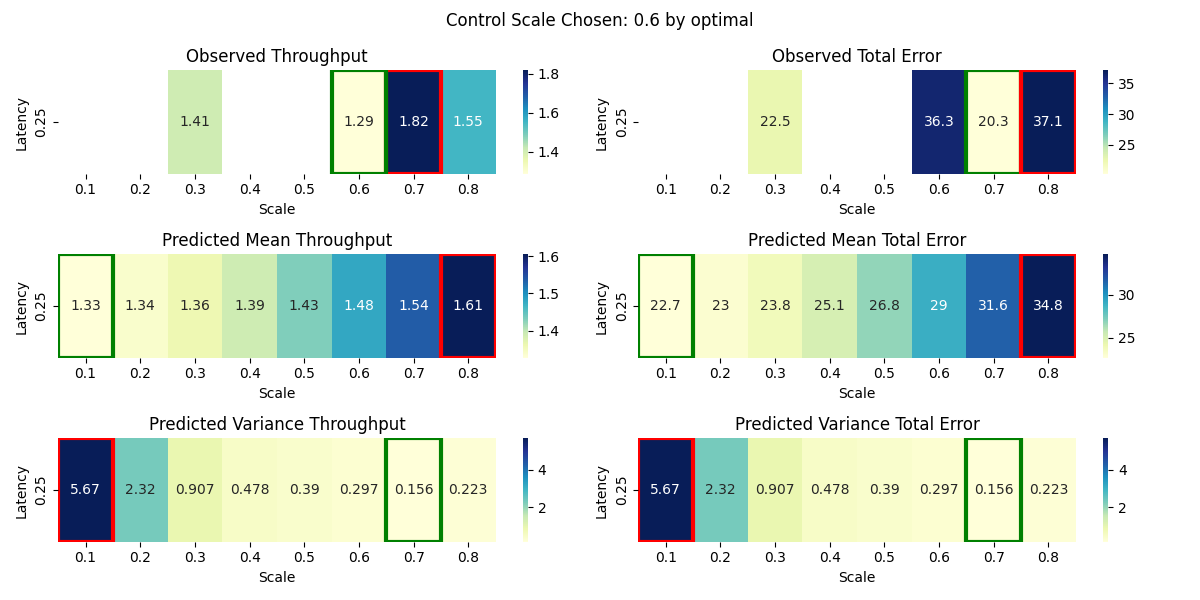 Control Scale Chosen: 0.6 by optimal
Observed Throughput
Latency
0.25
1.41
1.29
1.82
1.55
0.1 0.2 0.3 0.4 0.5 0.6 0.7 0.8
Scale
1.8
1.6
1.4
Observed Total Error
Latency
0.25
22.5
36.3
20.3
37.1
0.1 0.2 0.3 0.4 0.5 0.6 0.7 0.8
Scale
35
30
25
Predicted Mean Throughput
Latency
0.25
1.33 1.34 1.36 1.39 1.43 1.48 1.54 1.61
0.1 0.2 0.3 0.4 0.5 0.6 0.7 0.8
Scale
1.6
1.5
1.4
Predicted Mean Total Error
Latency
0.25
22.7 23 23.8 25.1 26.8 29 31.6 34.8
0.1 0.2 0.3 0.4 0.5 0.6 0.7 0.8
Scale
30
25
Predicted Variance Throughput
Latency
0.25
5.67 2.32 0.907 0.478 0.39 0.297 0.156 0.223
0.1 0.2 0.3 0.4 0.5 0.6 0.7 0.8
Scale
4
2
Predicted Variance Total Error
Latency
0.25
5.67 2.32 0.907 0.478 0.39 0.297 0.156 0.223
0.1 0.2 0.3 0.4 0.5 0.6 0.7 0.8
Scale
4
2